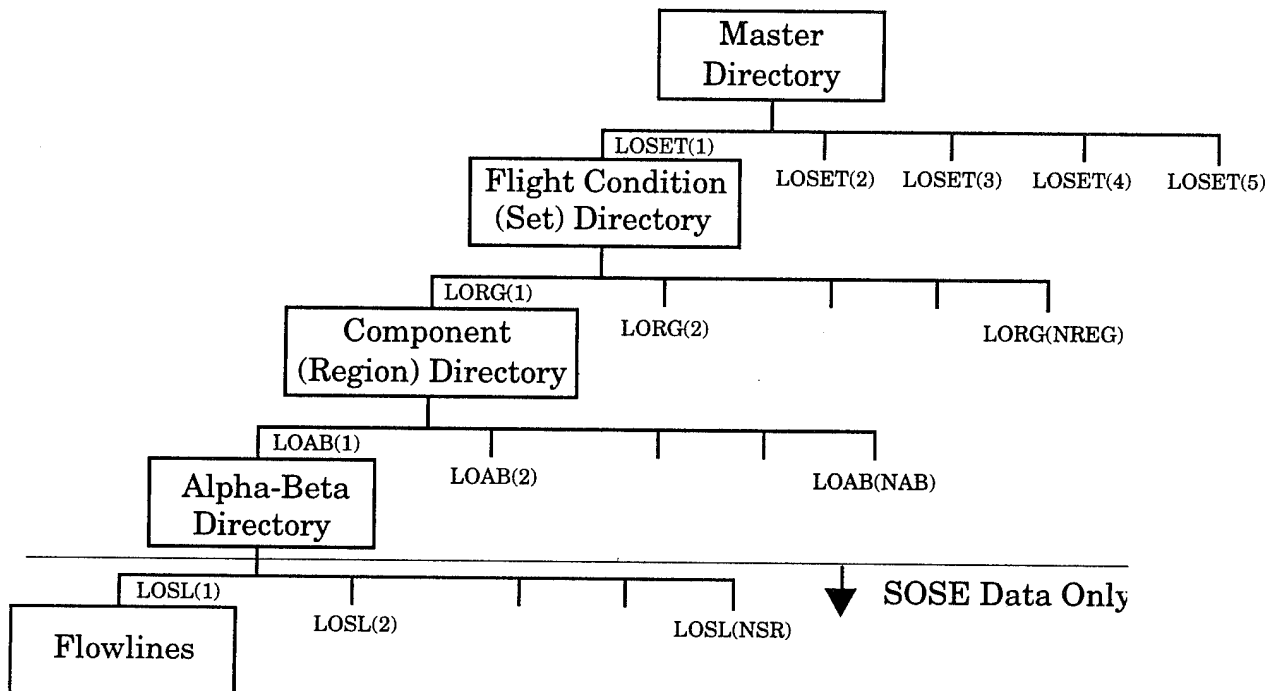 Master
Directory
LOSET(1)
LOSET(2)
LOSET(3)
LOSET(4)
LOSET(5)
Flight Condition
(Set) Directory
LORG(1)
LORG(2)
LORG(NREG)
Component
(Region) Directory
LOAB(1)
LOAB(2)
LOAB(NAB)
Alpha-Beta
Directory
SOSE Data Only
LOSL(1)
LOSL(2)
LOSL(NSR)
Flowlines